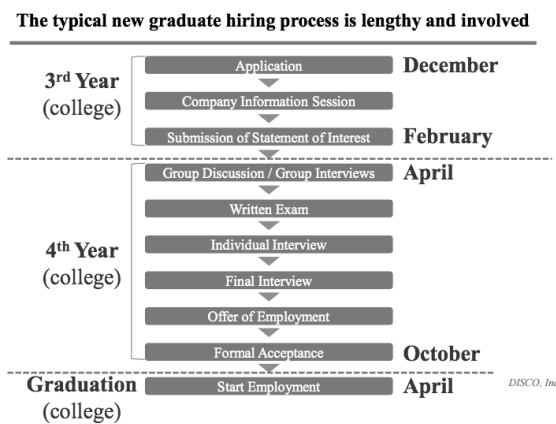 The typical new graduate hiring process is lengthy and involved
3rd Year
(college)
Application
December
Company Information Session
Submission of Statement of Interest
February
4th Year
(college)
Group Discussion / Group Interviews
April
Written Exam
Individual Interview
Final Interview
Offer of Employment
Formal Acceptance
October
Graduation
(college)
Start Employment
April
DISCO, Inc